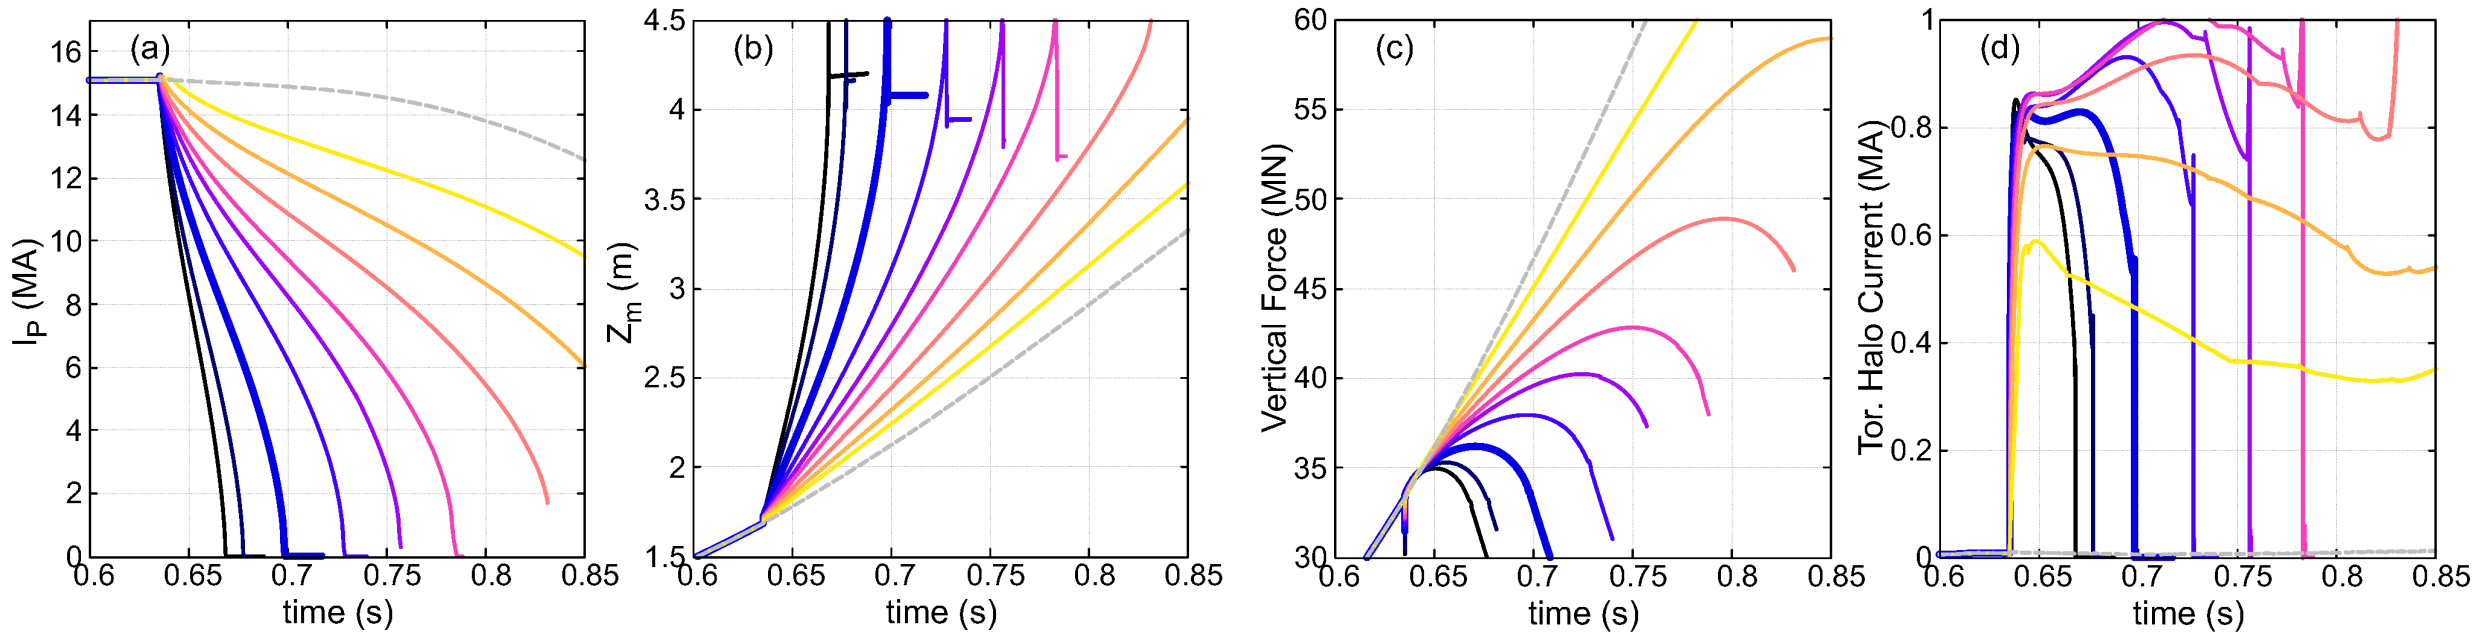 (a)
I_P (MA)
16
14
12
10
8
6
4
2
0
0.6 0.65 0.7 0.75 0.8 0.85
time (s)
(b)
Z_m (m)
4.5
4
3.5
3
2.5
2
1.5
0.6 0.65 0.7 0.75 0.8 0.85
time (s)
(c)
Vertical Force (MN)
60
55
50
45
40
35
30
0.6 0.65 0.7 0.75 0.8 0.85
time (s)
(d)
Tor. Halo Current (MA)
1
0.8
0.6
0.4
0.2
0
0.6 0.65 0.7 0.75 0.8 0.85
time (s)